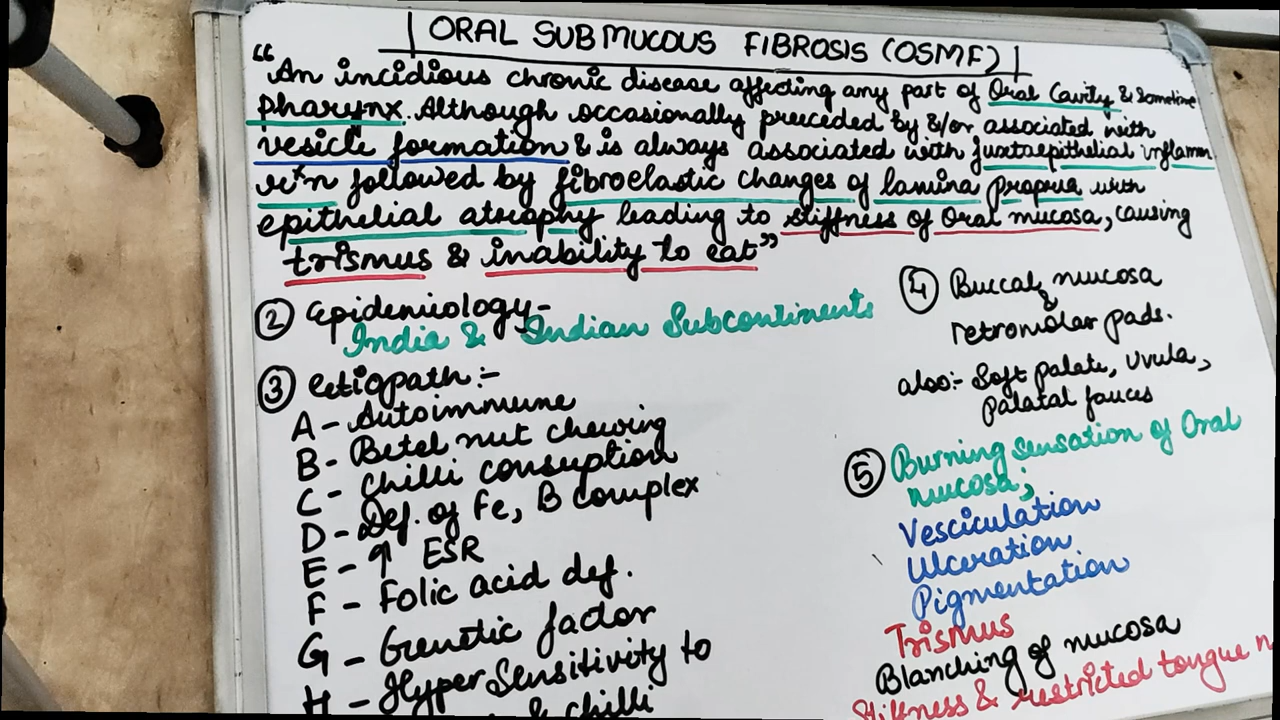 ORAL SUBMUCOUS FIBROSIS (OSMF)
"An incidious chronic disease affecting any part of Oral Cavity & Sometime
Pharynx. Although occasionally preceded by &/or associated with
vesicle formation & is always associated with Juxtaepithelial inflamm
rxn followed by fibroelastic changes of lamina propria with
epithelial atrophy leading to stiffness of Oral mucosa, causing
trismus & inability to eat"
② Epidemiology-
India & Indian Subcontinents
③ Etiopath:-
A - Autoimmune
B - Betel nut chewing
C - Chilli consuption
D - Def. of Fe, B complex
E - ↑ ESR
F - Folic acid def.
G - Genetic factor
H - Hyper Sensitivity to
& chilli
④ Buccal mucosa
&
retromolar pads.
also:- Soft palate, uvula,
palatal fauces
⑤ Burning sensation of Oral
mucosa;
Vesciculation
Ulceration
Pigmentation
Trismus
Blanching of mucosa
Stiffness & restricted tongue